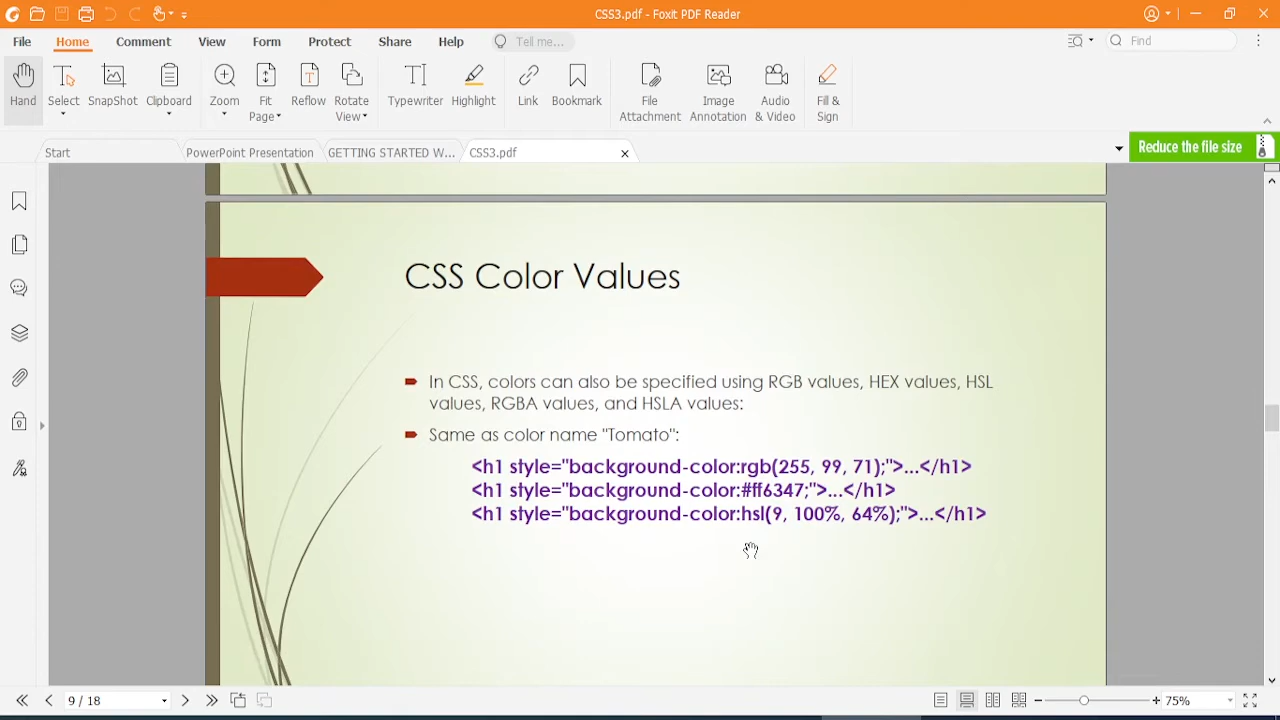 CSS3.pdf - Foxit PDF Reader
File Home Comment View Form Protect Share Help Tell me... Find
Hand Select SnapShot Clipboard Zoom Fit Page Reflow Rotate View Typewriter Highlight Link Bookmark File Attachment Image Annotation Audio & Video Fill & Sign
Start PowerPoint Presentation GETTING STARTED W... CSS3.pdf Reduce the file size
CSS Color Values
In CSS, colors can also be specified using RGB values, HEX values, HSL
values, RGBA values, and HSLA values:
Same as color name "Tomato":
<h1 style="background-color:rgb(255, 99, 71);">...</h1>
<h1 style="background-color:#ff6347;">...</h1>
<h1 style="background-color:hsl(9, 100%, 64%);">...</h1>
9 / 18 75%